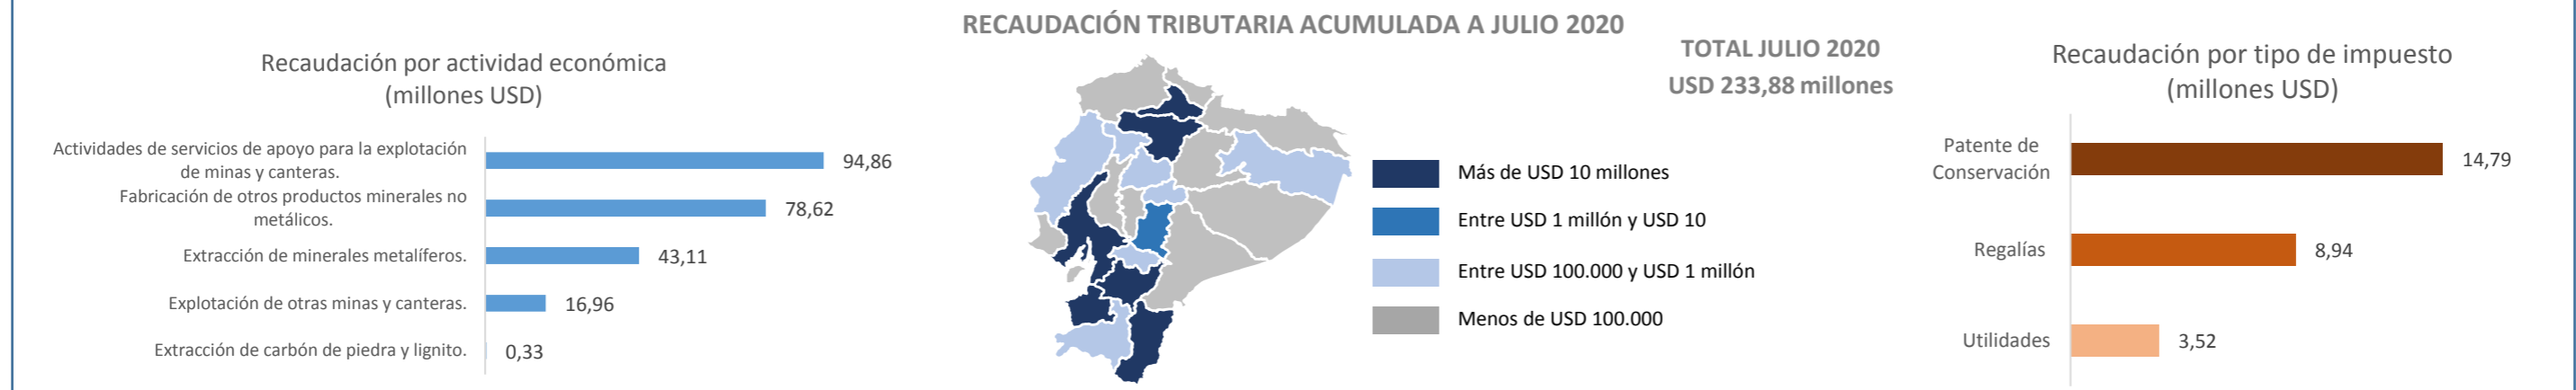 RECAUDACIÓN TRIBUTARIA ACUMULADA A JULIO 2020
Recaudación por actividad económica
(millones USD)
Actividades de servicios de apoyo para la explotación
de minas y canteras.
94,86
Fabricación de otros productos minerales no
metálicos.
78,62
Extracción de minerales metalíferos.
43,11
Explotación de otras minas y canteras.
16,96
Extracción de carbón de piedra y lignito.
0,33
TOTAL JULIO 2020
USD 233,88 millones
Más de USD 10 millones
Entre USD 1 millón y USD 10
Entre USD 100.000 y USD 1 millón
Menos de USD 100.000
Recaudación por tipo de impuesto
(millones USD)
Patente de
Conservación
14,79
Regalías
8,94
Utilidades
3,52